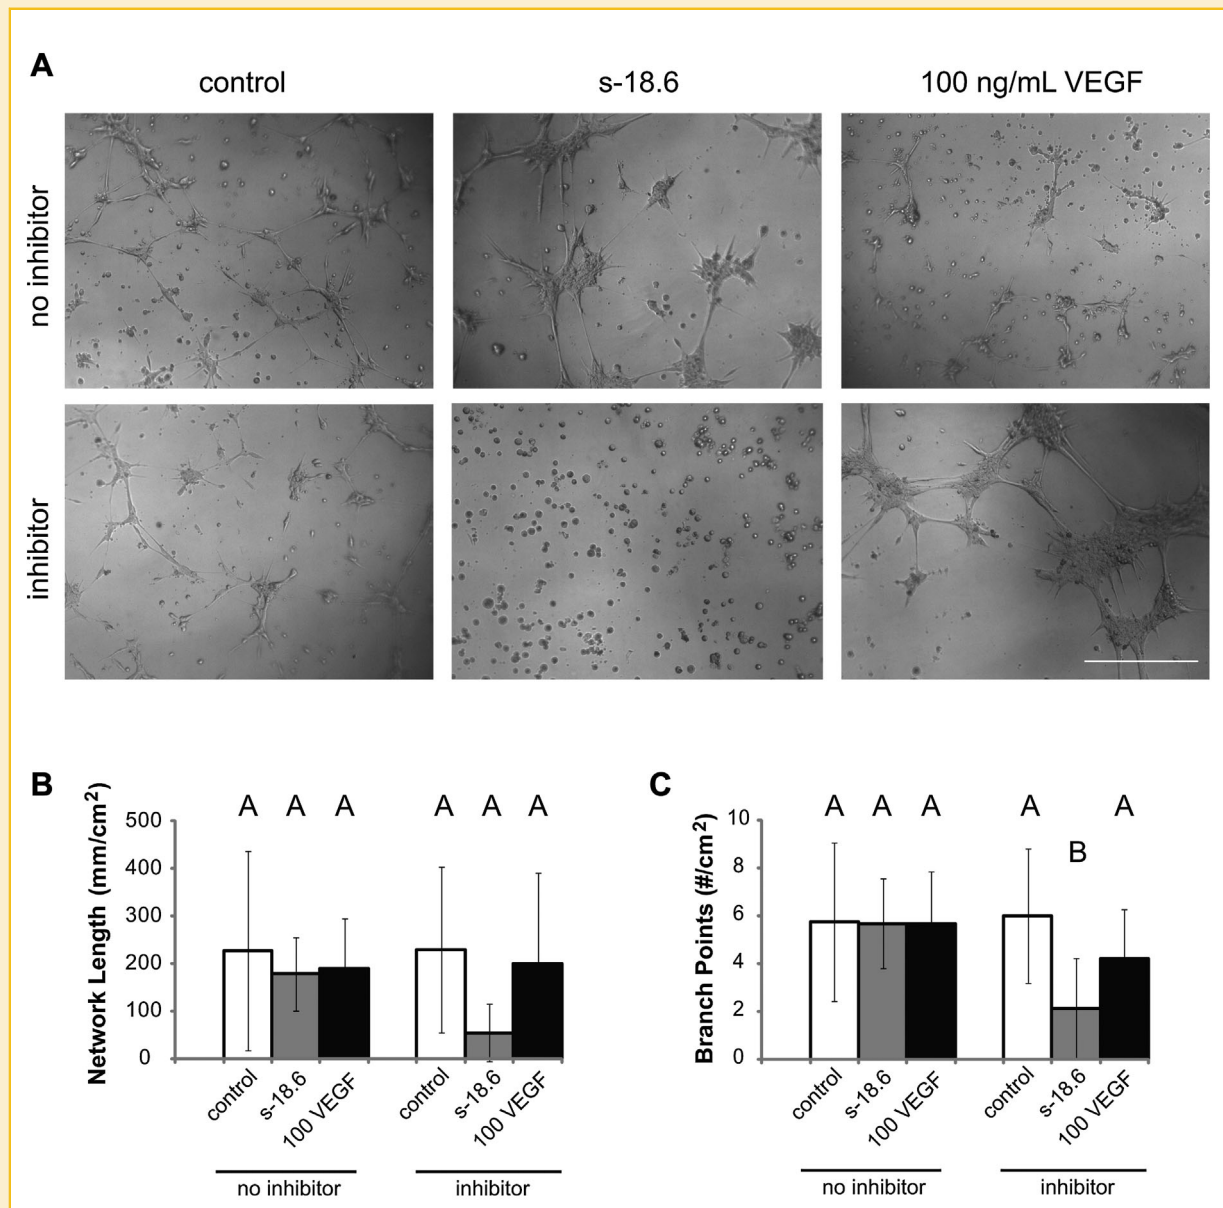 A
control
s-18.6
100 ng/mL VEGF
no inhibitor
inhibitor
B
Network Length (mm/cm²)
500
400
300
200
100
0
A A A A A A
control
s-18.6
100 VEGF
control
s-18.6
100 VEGF
no inhibitor
inhibitor
C
Branch Points (#/cm²)
10
8
6
4
2
0
A A A A B A
control
s-18.6
100 VEGF
control
s-18.6
100 VEGF
no inhibitor
inhibitor